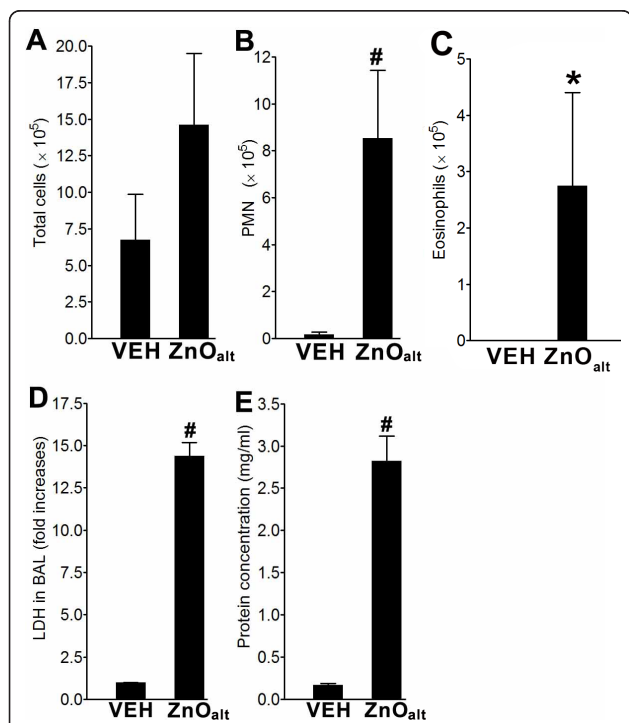 A
Total cells (× 10⁵)
20.0
17.5
15.0
12.5
10.0
7.5
5.0
2.5
0.0
VEH ZnOalt
B
PMN (× 10⁵)
12
10
8
6
4
2
0
#
VEH ZnOalt
C
Eosinophils (× 10⁵)
5
4
3
2
1
0
*
VEH ZnOalt
D
LDH in BAL (fold increases)
17.5
15.0
12.5
10.0
7.5
5.0
2.5
0.0
#
VEH ZnOalt
E
Protein concentration (mg/ml)
3.5
3.0
2.5
2.0
1.5
1.0
0.5
0.0
#
VEH ZnOalt